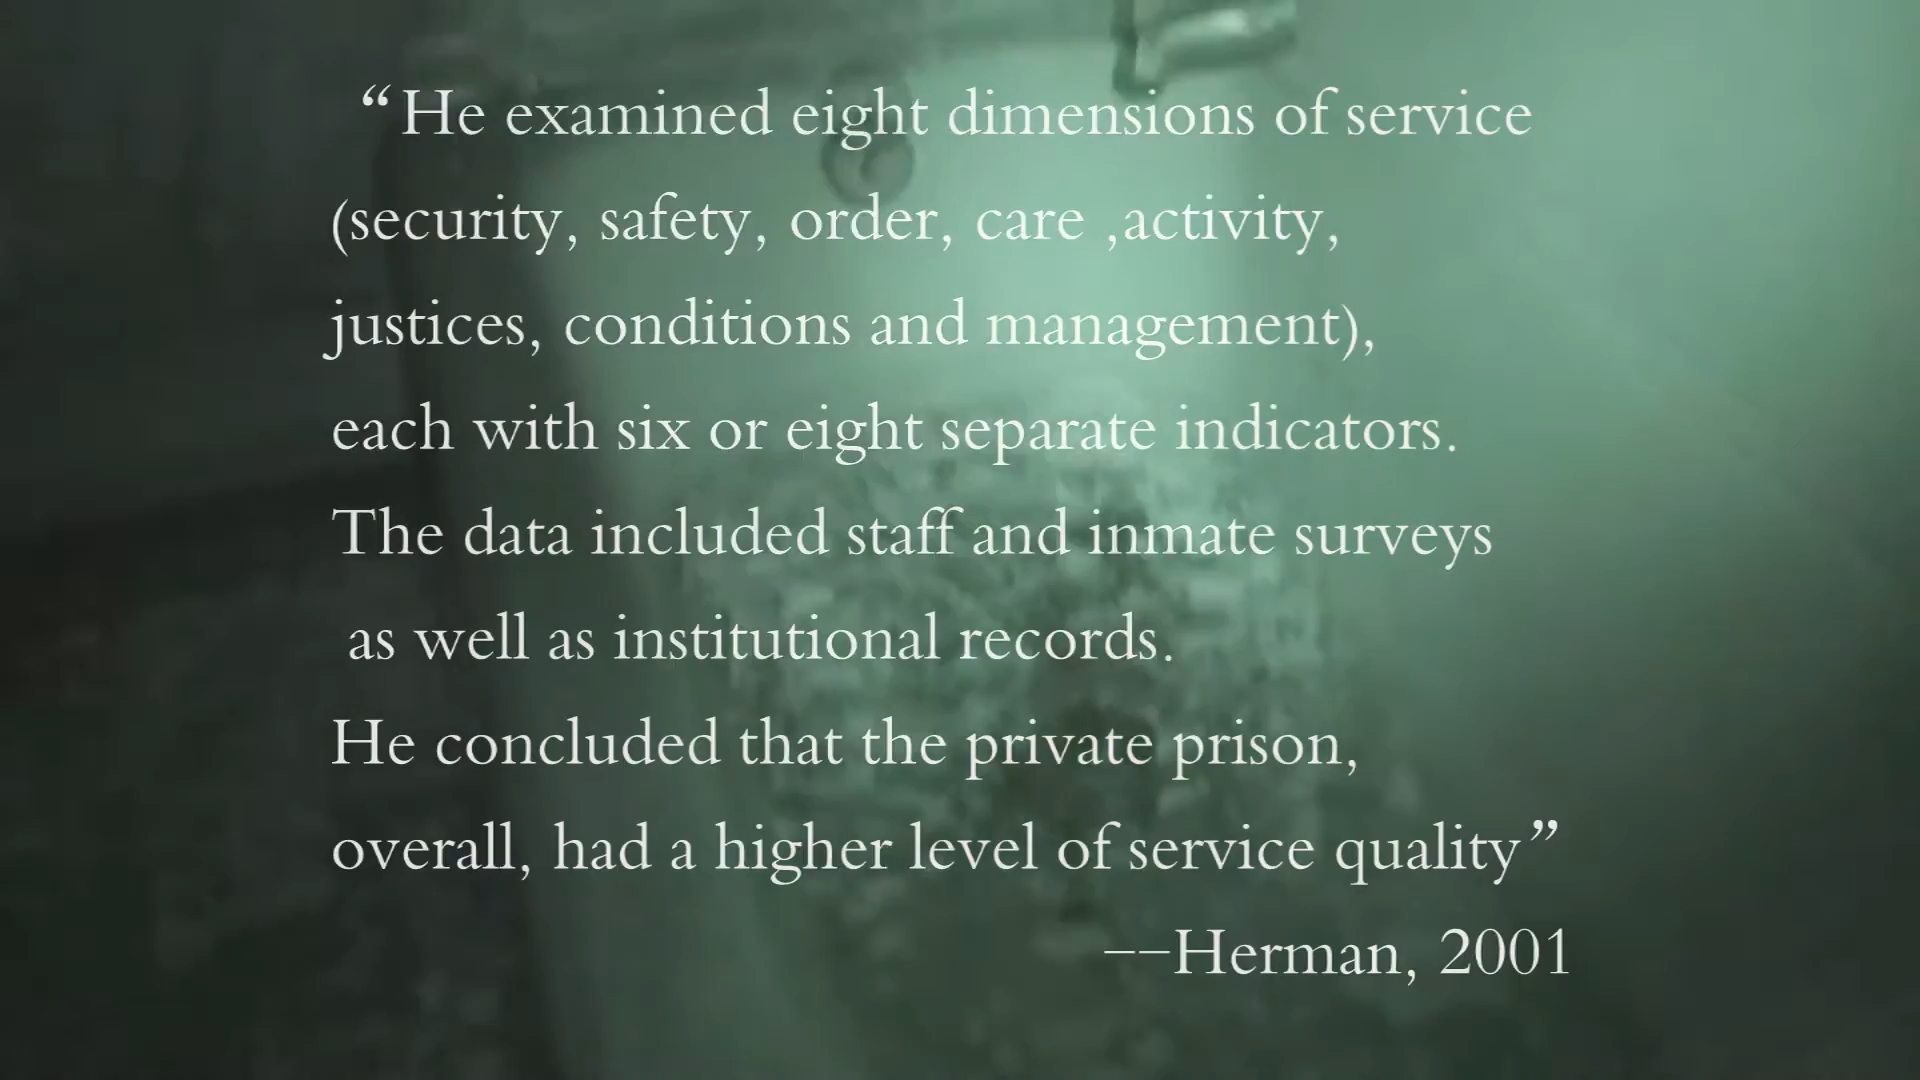 “He examined eight dimensions of service
(security, safety, order, care ,activity,
justices, conditions and management),
each with six or eight separate indicators.
The data included staff and inmate surveys
as well as institutional records.
He concluded that the private prison,
overall, had a higher level of service quality”
--Herman, 2001